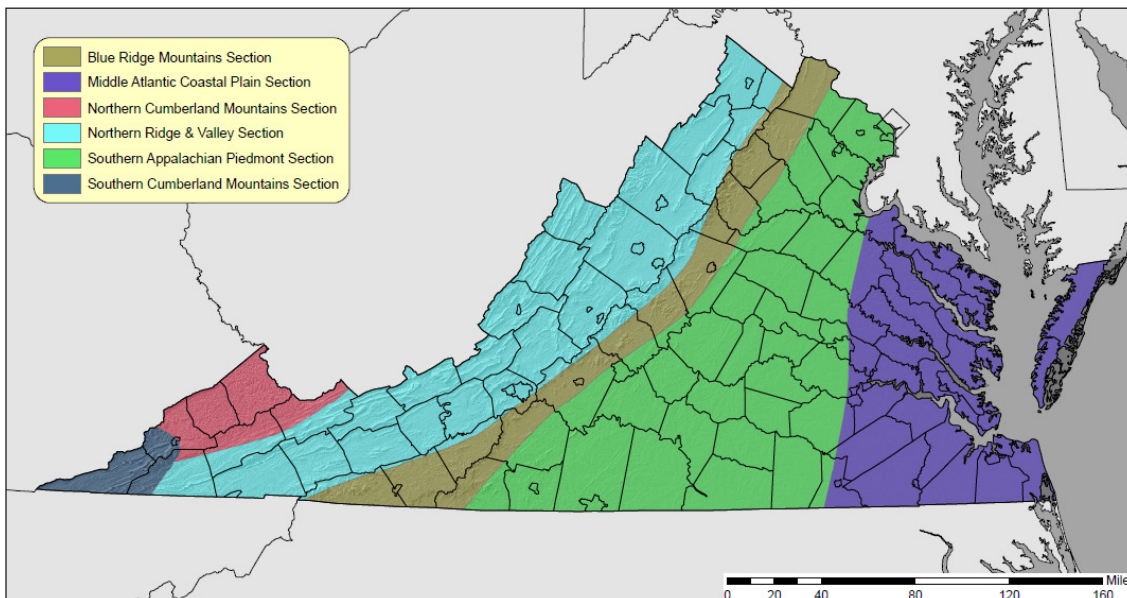 Blue Ridge Mountains Section
Middle Atlantic Coastal Plain Section
Northern Cumberland Mountains Section
Northern Ridge & Valley Section
Southern Appalachian Piedmont Section
Southern Cumberland Mountains Section
Mile
0 20 40 80 120 160